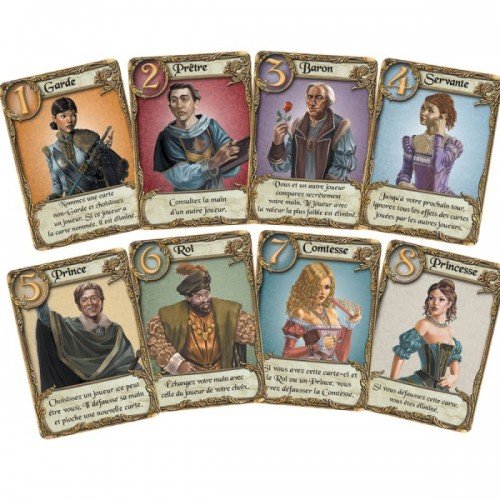 1
Garde
Nommez une carte
non-Garde et choisissez
un joueur. Si ce joueur a
la carte nommée, il est éliminé.
2
Prêtre
Consultez la main
d'un autre joueur.
3
Baron
Vous et un autre joueur
comparez secrètement
votre main. Le joueur avec
la valeur la plus faible est éliminé.
4
Servante
Jusqu'à votre prochain tour,
ignorez tous les effets des cartes
jouées par les autres joueurs.
5
Prince
Choisissez un joueur (ce peut
être vous). Il défausse sa main
et pioche une nouvelle carte.
6
Roi
Échangez votre main avec
celle du joueur de votre choix.
7
Comtesse
Si vous avez cette carte-ci et
le Roi ou un Prince, vous
devez défausser la Comtesse.
8
Princesse
Si vous défaussez cette carte,
vous êtes éliminé.